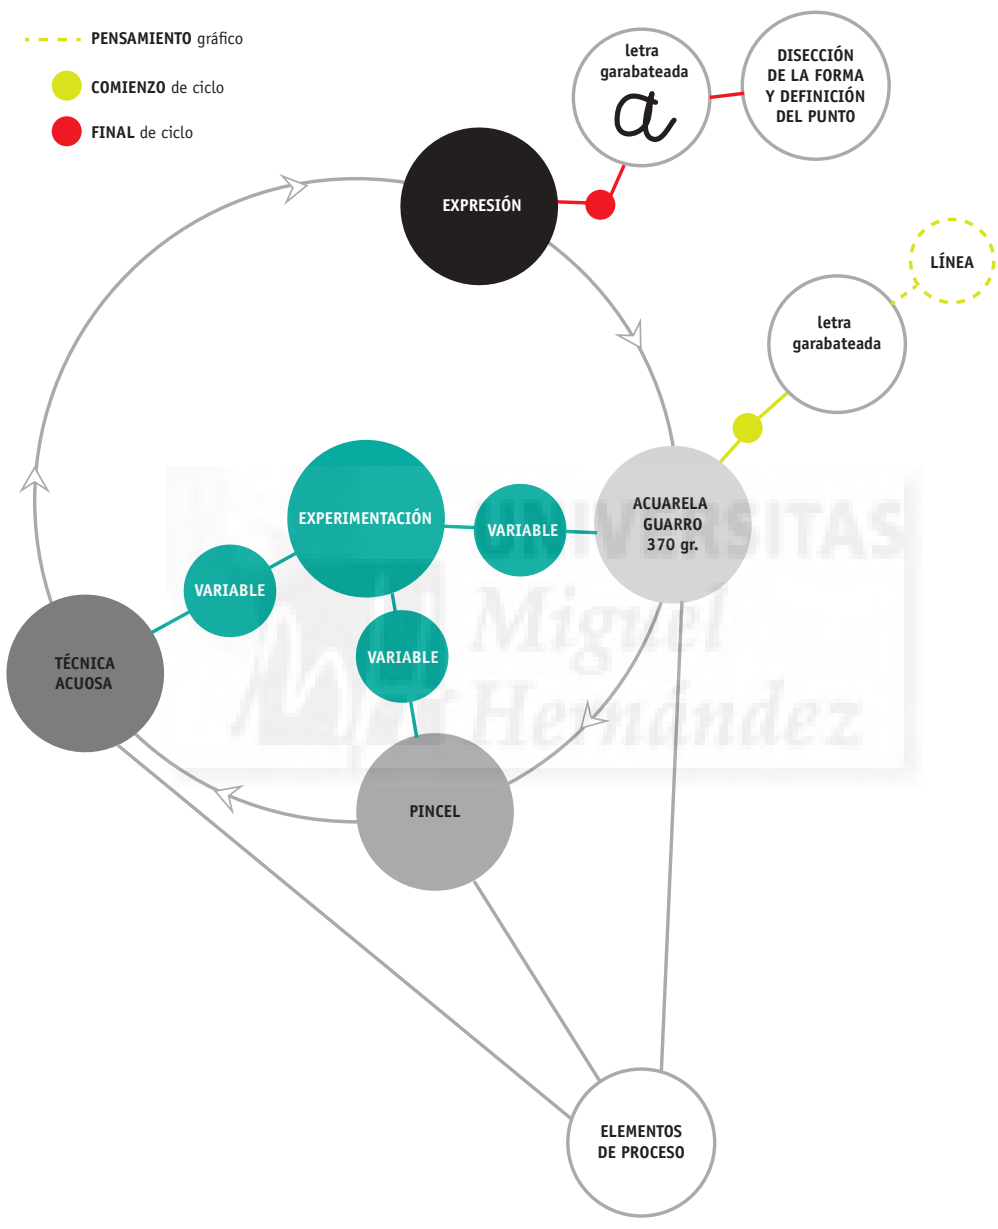 PENSAMIENTO gráfico
COMIENZO de ciclo
FINAL de ciclo
letra
garabateada
a
DISECCIÓN
DE LA FORMA
Y DEFINICIÓN
DEL PUNTO
EXPRESIÓN
LÍNEA
letra
garabateada
EXPERIMENTACIÓN
VARIABLE
ACUARELA
GUARRO
370 gr.
VARIABLE
VARIABLE
TÉCNICA
ACUOSA
PINCEL
ELEMENTOS
DE PROCESO
UNIVERSITAS
Miguel
Hernández